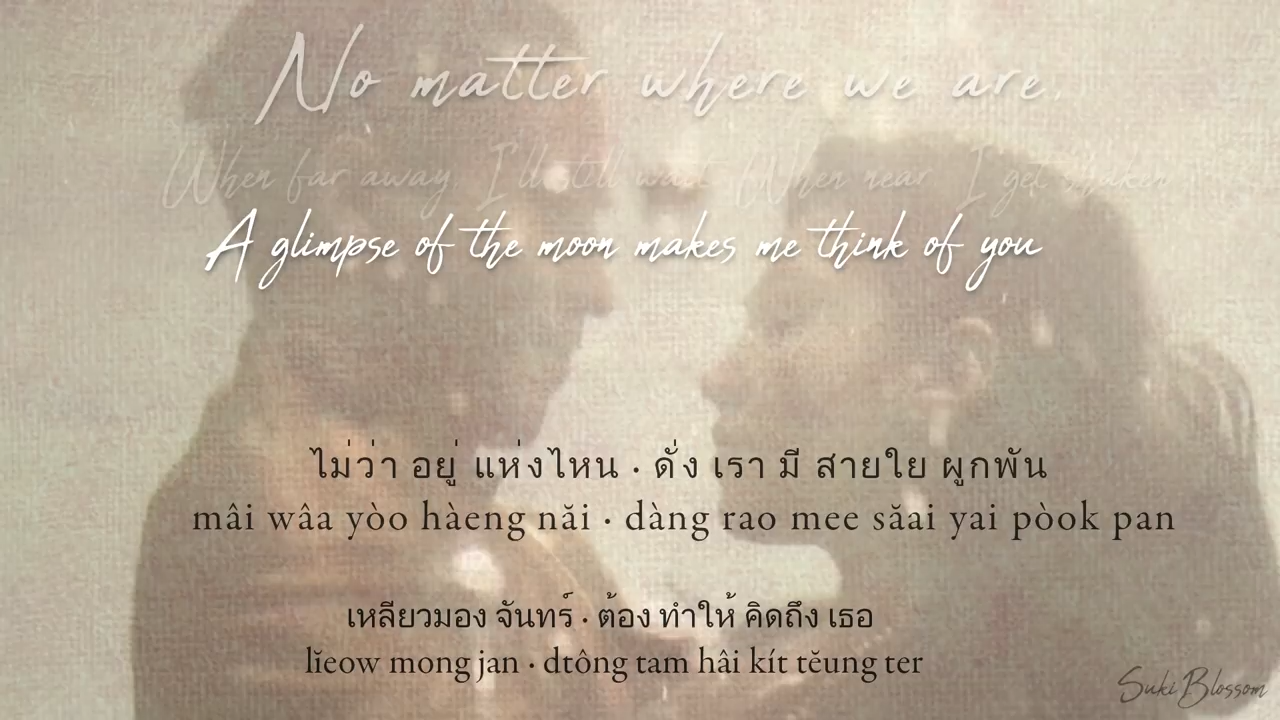 No matter where we are.
When far away, I'll still wait When near, I get shaken
A glimpse of the moon makes me think of you
ไม่ว่า อยู่ แห่งไหน · ดั่ง เรา มี สายใย ผูกพัน
mâi wâa yòo hàeng năi · dàng rao mee săai yai pòok pan
เหลียวมอง จันทร์ · ต้อง ทำให้ คิดถึง เธอ
lĭeow mong jan · dtông tam hâi kít tĕung ter
Suki Blossom